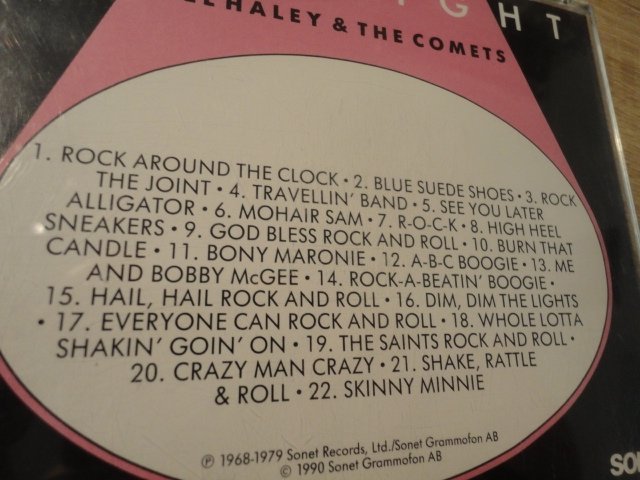 IGHT
LL HALEY & THE COMETS
1. ROCK AROUND THE CLOCK • 2. BLUE SUEDE SHOES • 3. ROCK
THE JOINT • 4. TRAVELLIN' BAND • 5. SEE YOU LATER
ALLIGATOR • 6. MOHAIR SAM • 7. R-O-C-K • 8. HIGH HEEL
SNEAKERS • 9. GOD BLESS ROCK AND ROLL • 10. BURN THAT
CANDLE • 11. BONY MARONIE • 12. A-B-C BOOGIE • 13. ME
AND BOBBY McGEE • 14. ROCK-A-BEATIN' BOOGIE •
15. HAIL, HAIL ROCK AND ROLL • 16. DIM, DIM THE LIGHTS
• 17. EVERYONE CAN ROCK AND ROLL • 18. WHOLE LOTTA
SHAKIN' GOIN' ON • 19. THE SAINTS ROCK AND ROLL •
20. CRAZY MAN CRAZY • 21. SHAKE, RATTLE
& ROLL • 22. SKINNY MINNIE
℗ 1968-1979 Sonet Records, Ltd./Sonet Grammofon AB
© 1990 Sonet Grammofon AB
SO